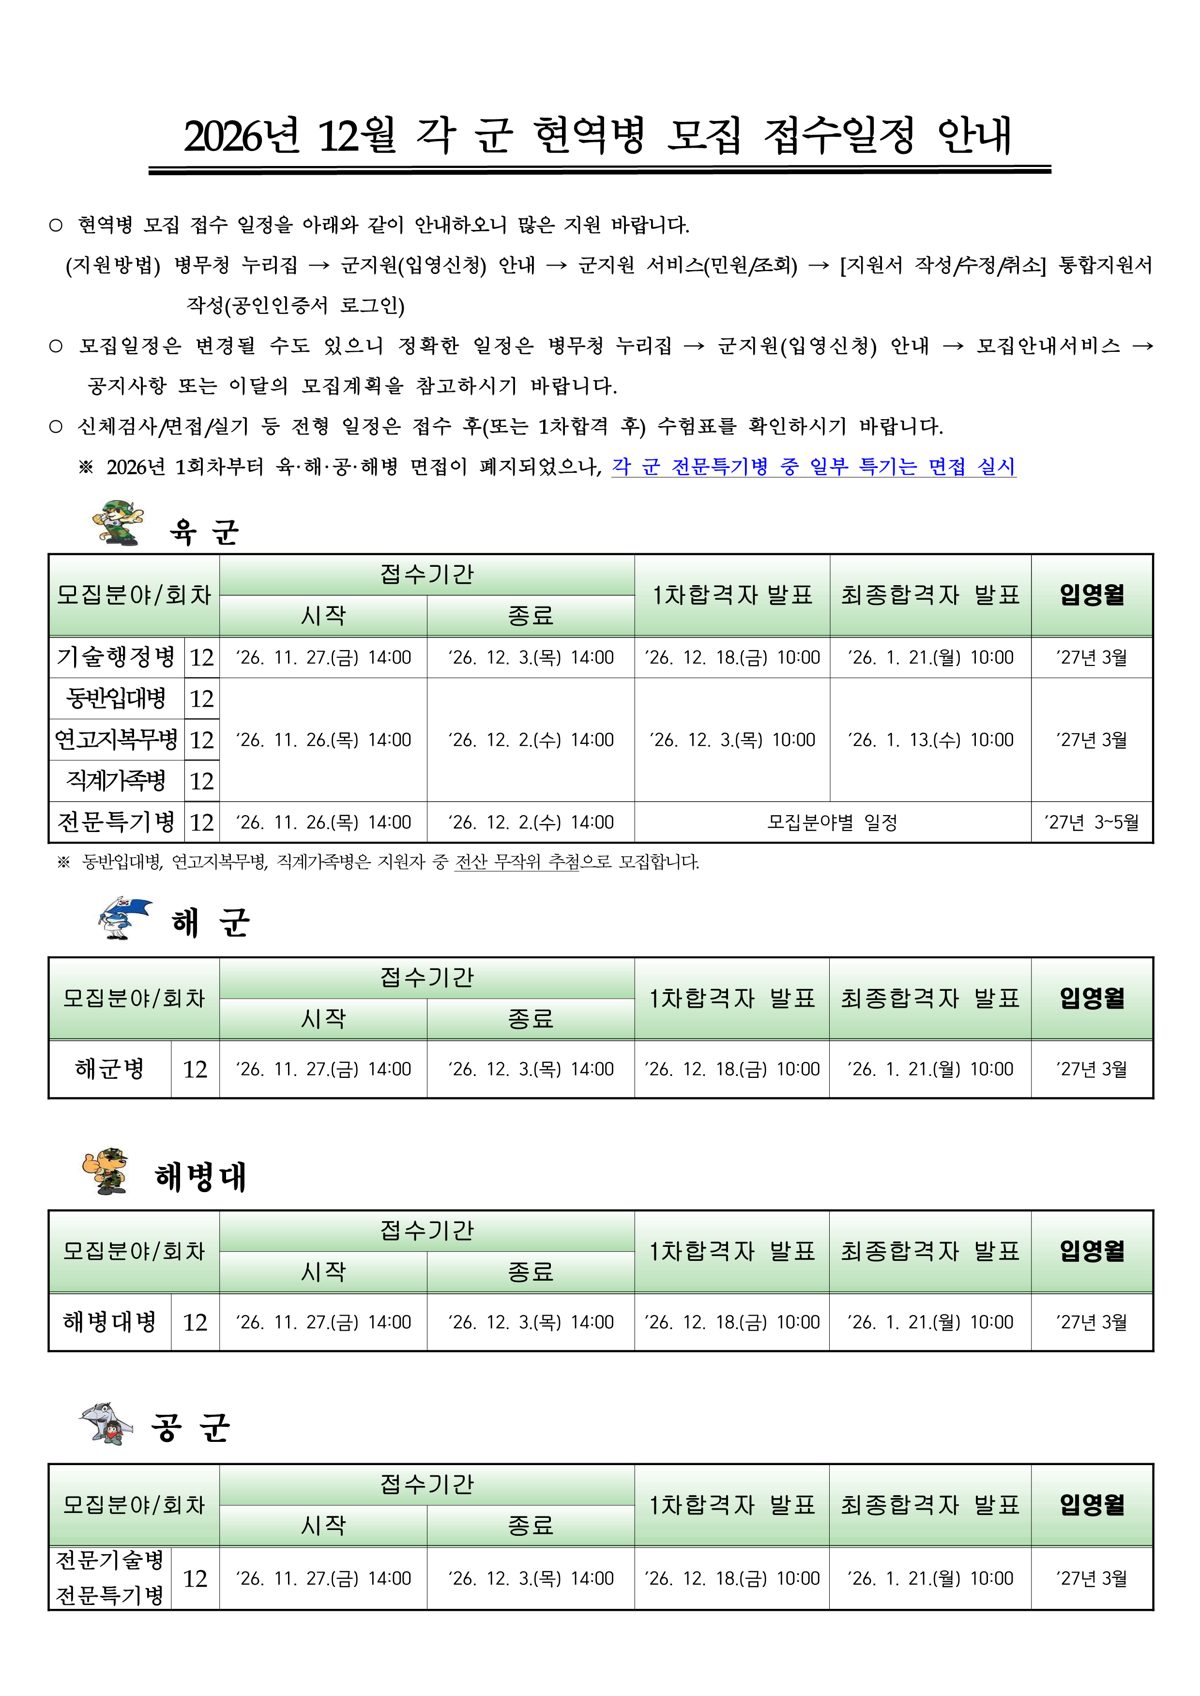 2026년 12월 각 군 현역병 모집 접수일정 안내
○ 현역병 모집 접수 일정을 아래와 같이 안내하오니 많은 지원 바랍니다.
(지원방법) 병무청 누리집 → 군지원(입영신청) 안내 → 군지원 서비스(민원/조회) → [지원서 작성/수정/취소] 통합지원서
작성(공인인증서 로그인)
○ 모집일정은 변경될 수도 있으니 정확한 일정은 병무청 누리집 → 군지원(입영신청) 안내 → 모집안내서비스 →
공지사항 또는 이달의 모집계획을 참고하시기 바랍니다.
○ 신체검사/면접/실기 등 전형 일정은 접수 후(또는 1차합격 후) 수험표를 확인하시기 바랍니다.
※ 2026년 1회차부터 육·해·공·해병 면접이 폐지되었으나, 각 군 전문특기병 중 일부 특기는 면접 실시
육 군
모집분야/회차 접수기간 1차합격자 발표 최종합격자 발표 입영월
시작 종료
기술행정병 12 ′26. 11. 27.(금) 14:00 ′26. 12. 3.(목) 14:00 ′26. 12. 18.(금) 10:00 ′26. 1. 21.(월) 10:00 ′27년 3월
동반입대병 12
연고지복무병 12 ′26. 11. 26.(목) 14:00 ′26. 12. 2.(수) 14:00 ′26. 12. 3.(목) 10:00 ′26. 1. 13.(수) 10:00 ′27년 3월
직계가족병 12
전문특기병 12 ′26. 11. 26.(목) 14:00 ′26. 12. 2.(수) 14:00 모집분야별 일정 ′27년 3~5월
※ 동반입대병, 연고지복무병, 직계가족병은 지원자 중 전산 무작위 추첨으로 모집합니다.
해 군
모집분야/회차 접수기간 1차합격자 발표 최종합격자 발표 입영월
시작 종료
해군병 12 ′26. 11. 27.(금) 14:00 ′26. 12. 3.(목) 14:00 ′26. 12. 18.(금) 10:00 ′26. 1. 21.(월) 10:00 ′27년 3월
해병대
모집분야/회차 접수기간 1차합격자 발표 최종합격자 발표 입영월
시작 종료
해병대병 12 ′26. 11. 27.(금) 14:00 ′26. 12. 3.(목) 14:00 ′26. 12. 18.(금) 10:00 ′26. 1. 21.(월) 10:00 ′27년 3월
공 군
모집분야/회차 접수기간 1차합격자 발표 최종합격자 발표 입영월
시작 종료
전문기술병
전문특기병 12 ′26. 11. 27.(금) 14:00 ′26. 12. 3.(목) 14:00 ′26. 12. 18.(금) 10:00 ′26. 1. 21.(월) 10:00 ′27년 3월